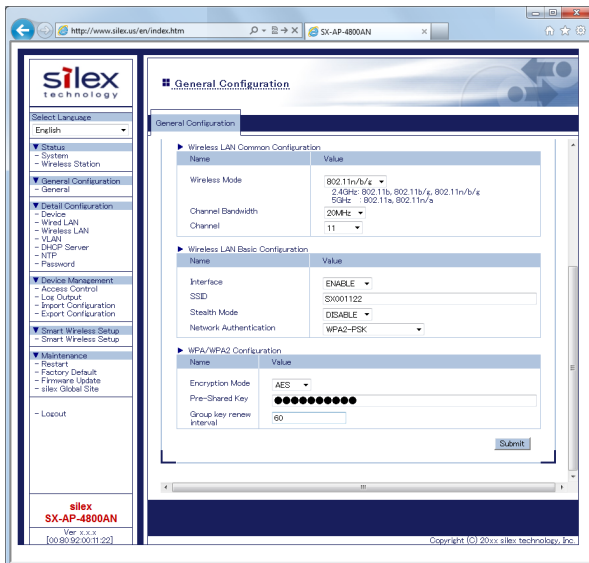 http://www.silex.us/en/index.htm
SX-AP-4800AN
silex
technology
Select Language
English
▼ Status
- System
- Wireless Station
▼ General Configuration
- General
▼ Detail Configuration
- Device
- Wired LAN
- Wireless LAN
- VLAN
- DHCP Server
- NTP
- Password
▼ Device Management
- Access Control
- Log Output
- Import Configuration
- Export Configuration
▼ Smart Wireless Setup
- Smart Wireless Setup
▼ Maintenance
- Restart
- Factory Default
- Firmware Update
- silex Global Site
- Logout
silex
SX-AP-4800AN
Ver x.x.x
[00:80:92:00:11:22]
General Configuration
General Configuration
▶ Wireless LAN Common Configuration
Name Value
Wireless Mode 802.11n/b/g
2.4GHz: 802.11b, 802.11b/g, 802.11n/b/g
5GHz : 802.11a, 802.11n/a
Channel Bandwidth 20MHz
Channel 11
▶ Wireless LAN Basic Configuration
Name Value
Interface ENABLE
SSID SX001122
Stealth Mode DISABLE
Network Authentication WPA2-PSK
▶ WPA/WPA2 Configuration
Name Value
Encryption Mode AES
Pre-Shared Key ●●●●●●●●●●
Group key renew interval 60
Submit
Copyright (C) 20xx silex technology, Inc.